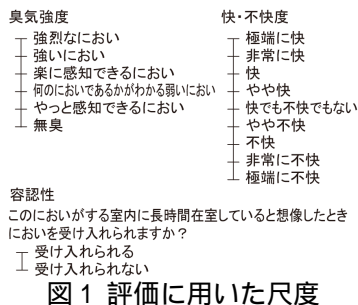 臭気強度
強烈なにおい
強いにおい
楽に感知できるにおい
何のにおいであるかがわかる弱いにおい
やっと感知できるにおい
無臭
快・不快度
極端に快
非常に快
快
やや快
快でも不快でもない
やや不快
不快
非常に不快
極端に不快
容認性
このにおいがする室内に長時間在室していると想像したとき
においを受け入れられますか？
受け入れられる
受け入れられない
図1 評価に用いた尺度